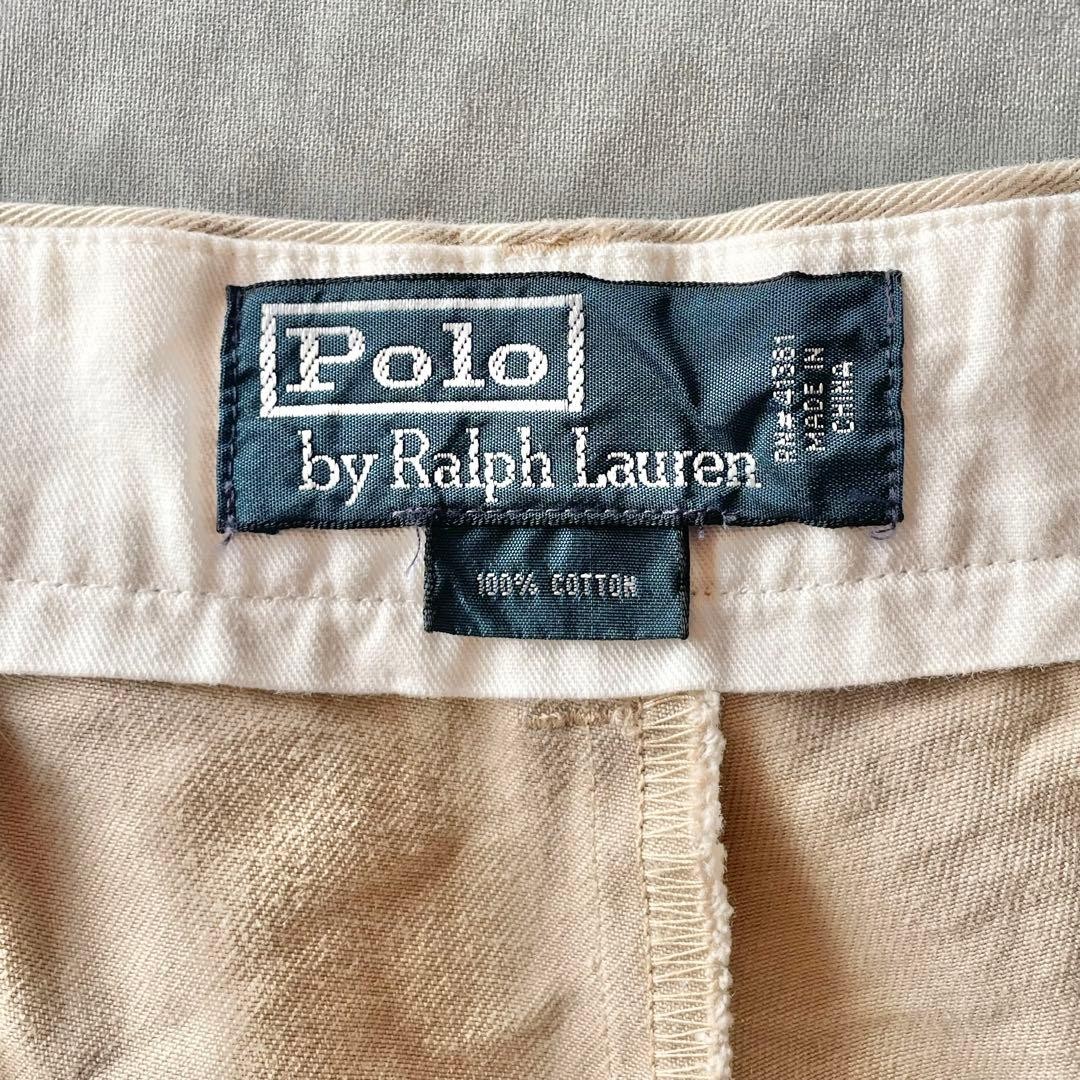 Polo
by Ralph Lauren
RN#41381
MADE IN
CHINA
100% COTTON